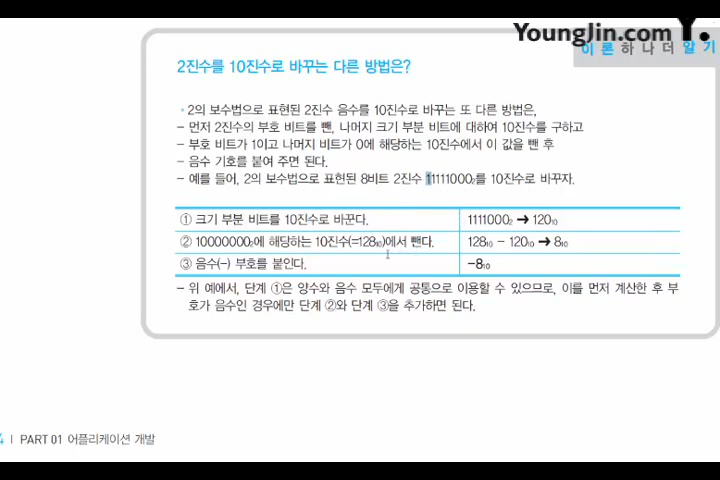 YoungJin.com Y.
이 론 하 나 더 알 기
2진수를 10진수로 바꾸는 다른 방법은?
• 2의 보수법으로 표현된 2진수 음수를 10진수로 바꾸는 또 다른 방법은,
– 먼저 2진수의 부호 비트를 뺀, 나머지 크기 부분 비트에 대하여 10진수를 구하고
– 부호 비트가 1이고 나머지 비트가 0에 해당하는 10진수에서 이 값을 뺀 후
– 음수 기호를 붙여 주면 된다.
– 예를 들어, 2의 보수법으로 표현된 8비트 2진수 11111000₂를 10진수로 바꾸자.
① 크기 부분 비트를 10진수로 바꾼다. 1111000₂ ➜ 120₁₀
② 10000000₂에 해당하는 10진수(=128₁₀)에서 뺀다. 128₁₀ – 120₁₀ ➜ 8₁₀
③ 음수(–) 부호를 붙인다. –8₁₀
– 위 예에서, 단계 ①은 양수와 음수 모두에게 공통으로 이용할 수 있으므로, 이를 먼저 계산한 후 부
호가 음수인 경우에만 단계 ②와 단계 ③을 추가하면 된다.
4 | PART 01 어플리케이션 개발